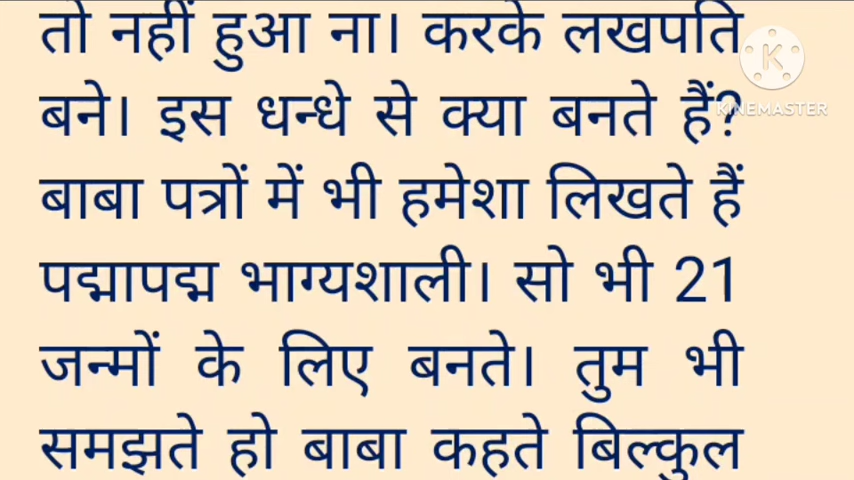 तो नहीं हुआ ना। करके लखपति
बने। इस धन्धे से क्या बनते हैं?
बाबा पत्रों में भी हमेशा लिखते हैं
पद्मापद्म भाग्यशाली। सो भी 21
जन्मों के लिए बनते। तुम भी
समझते हो बाबा कहते बिल्कुल
K
KINEMASTER